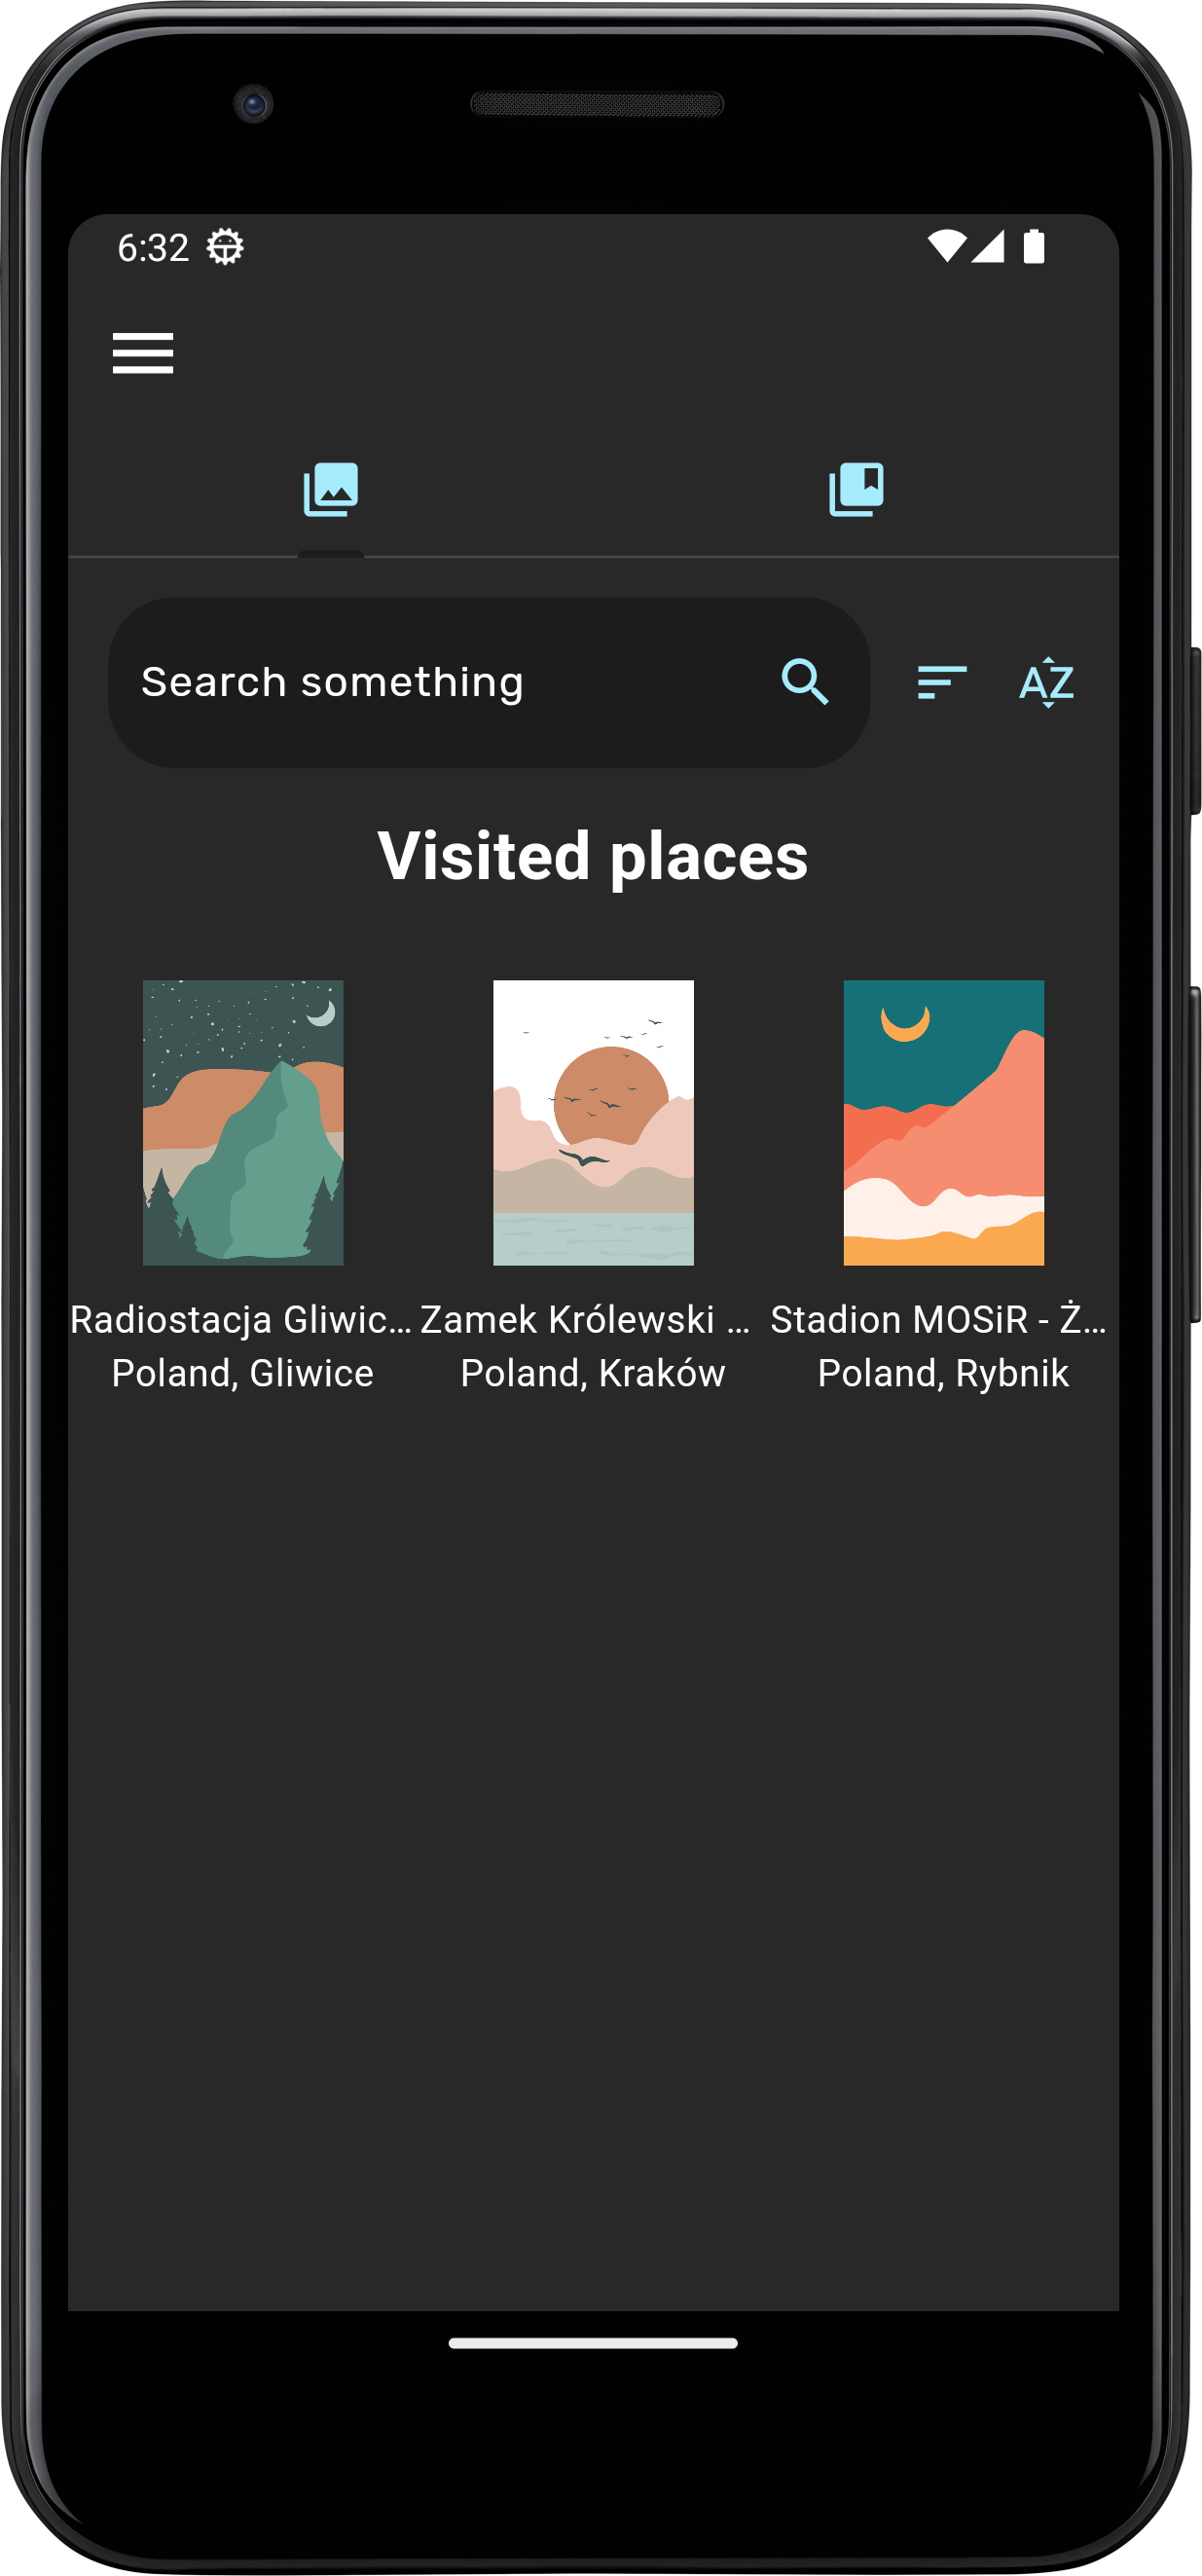 6:32
Search something
AZ
Visited places
Radiostacja Gliwic... Zamek Królewski ... Stadion MOSiR - Ż...
Poland, Gliwice Poland, Kraków Poland, Rybnik